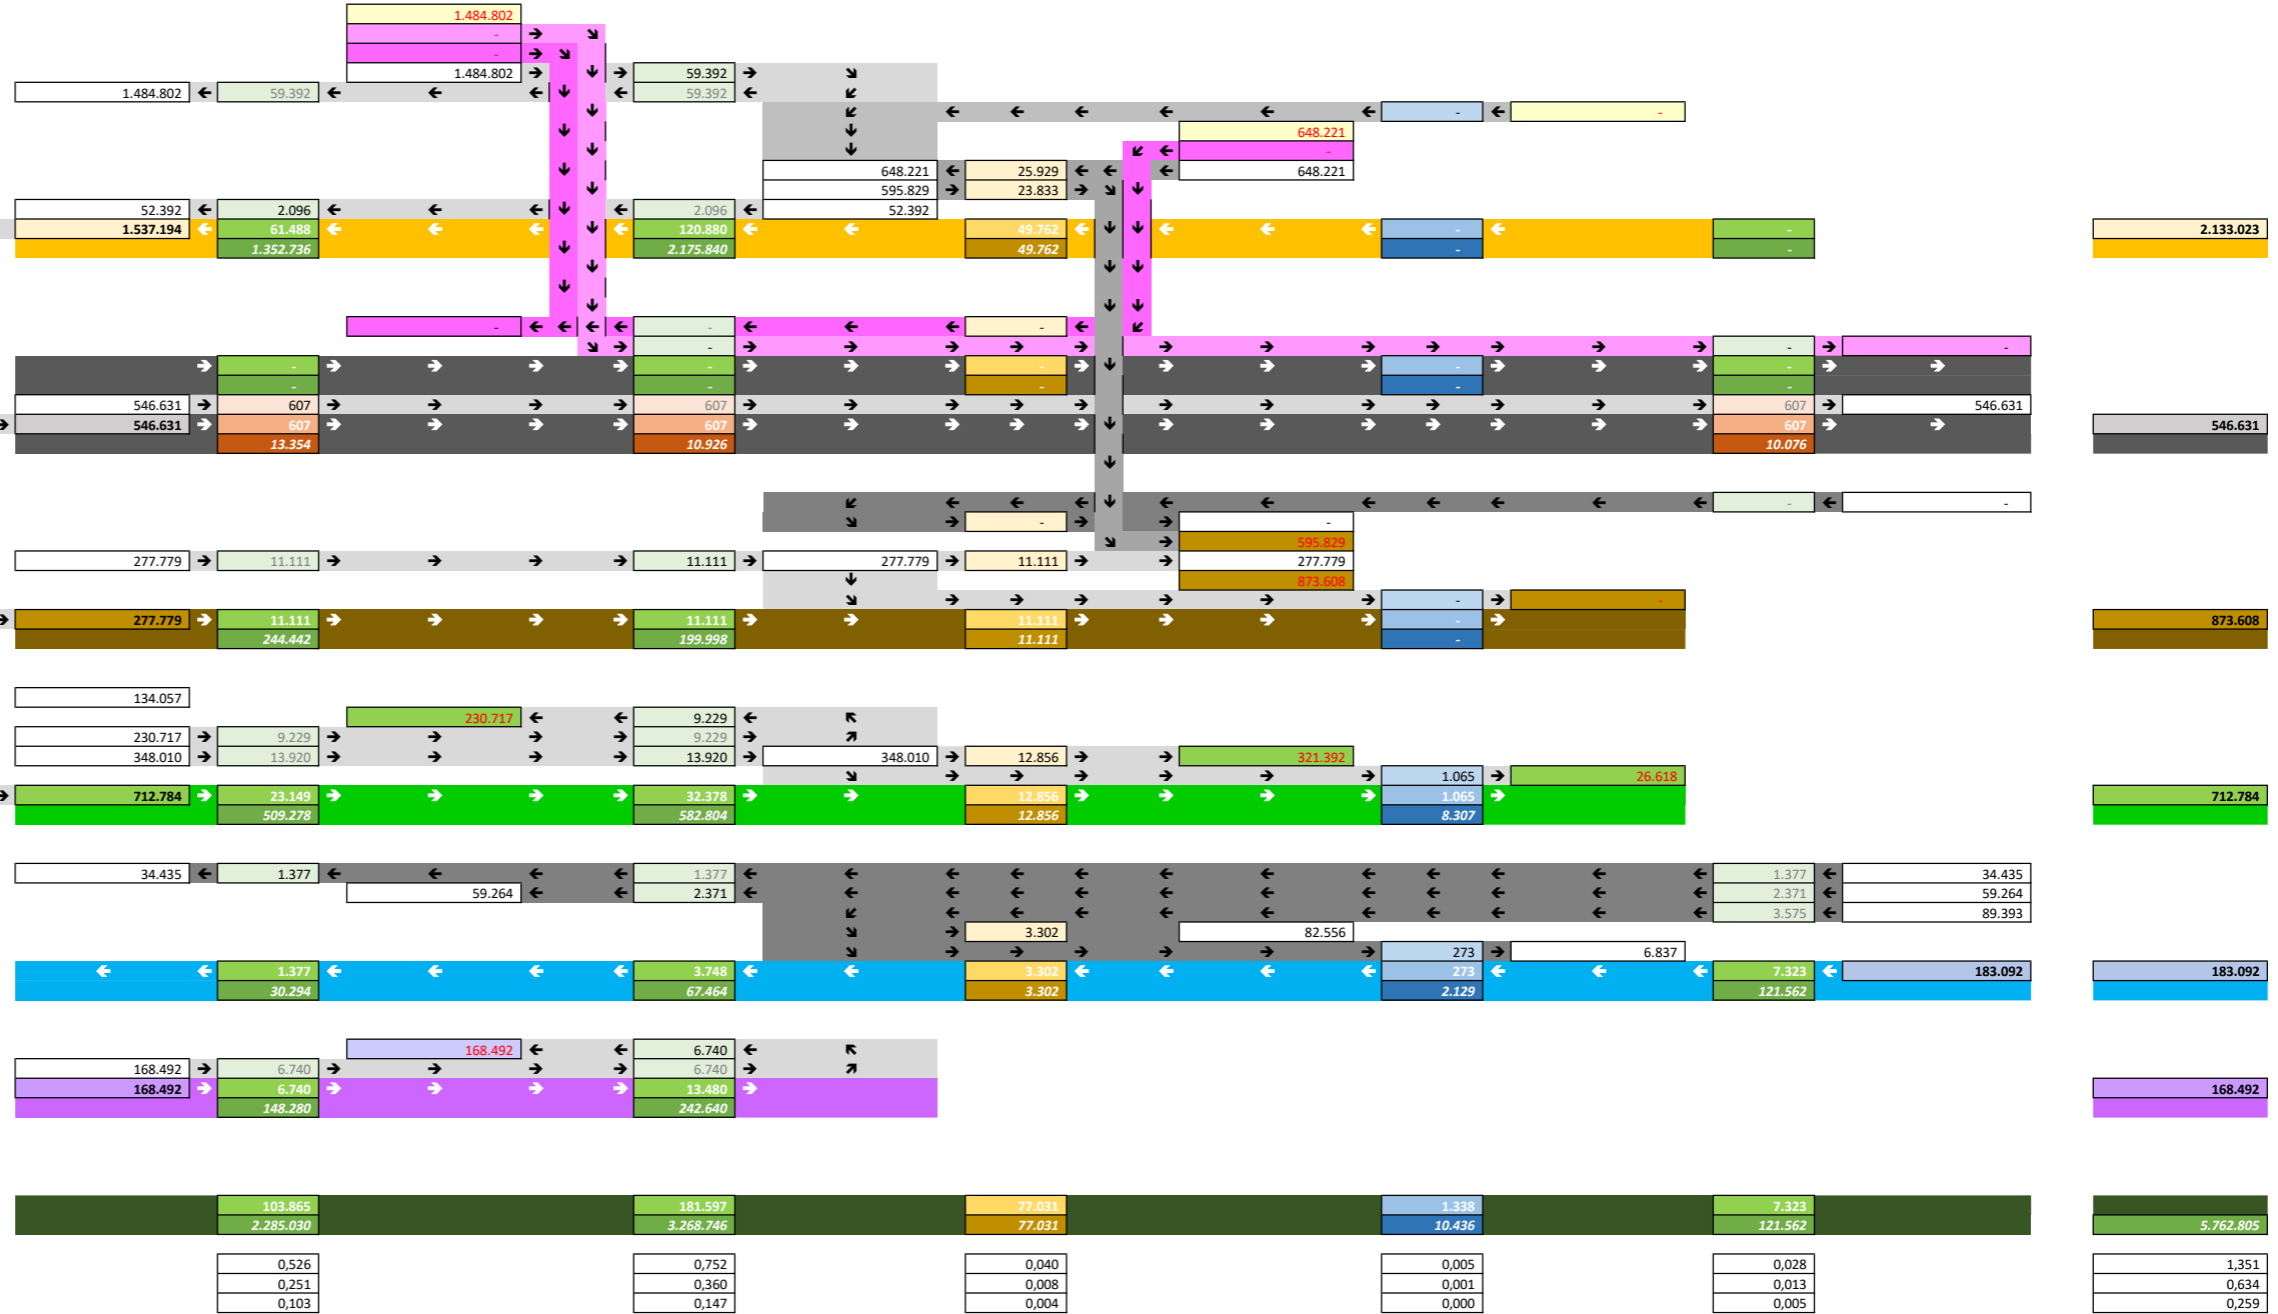 1.484.802
-
-
1.484.802 59.392
1.484.802 59.392 59.392
- -
648.221
-
648.221 25.929 648.221
595.829 23.833
52.392 2.096 2.096 52.392
1.537.194 61.488 120.880 49.762 - - 2.133.023
1.352.736 2.175.840 49.762 - -
- - -
- - -
- - - - -
- - - -
546.631 607 607 607 546.631
546.631 607 607 607 546.631
13.354 10.926 10.076
- -
- -
595.829
277.779 11.111 11.111 277.779 11.111 277.779
873.608
- -
277.779 11.111 11.111 11.111 - 873.608
244.442 199.998 11.111 -
134.057
230.717 9.229
230.717 9.229 9.229
348.010 13.920 13.920 348.010 12.856 321.392
1.065 26.618
712.784 23.149 32.378 12.856 1.065 712.784
509.278 582.804 12.856 8.307
34.435 1.377 1.377 1.377 34.435
59.264 2.371 2.371 59.264
3.575 89.393
3.302 82.556
273 6.837
1.377 3.748 3.302 273 7.323 183.092 183.092
30.294 67.464 3.302 2.129 121.562
168.492 6.740
168.492 6.740 6.740
168.492 6.740 13.480 168.492
148.280 242.640
103.865 181.597 77.031 1.338 7.323
2.285.030 3.268.746 77.031 10.436 121.562 5.762.805
0,526 0,752 0,040 0,005 0,028 1,351
0,251 0,360 0,008 0,001 0,013 0,634
0,103 0,147 0,004 0,000 0,005 0,259